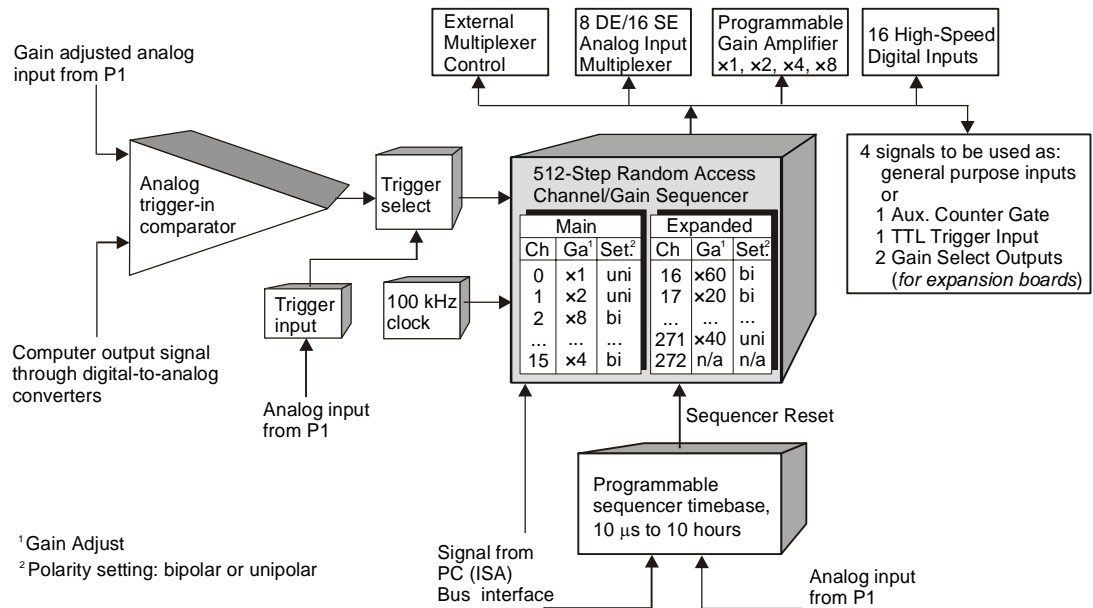 External
Multiplexer
Control
8 DE/16 SE
Analog Input
Multiplexer
Programmable
Gain Amplifier
×1, ×2, ×4, ×8
16 High-Speed
Digital Inputs
Gain adjusted analog
input from P1
Analog
trigger-in
comparator
Trigger
select
512-Step Random Access
Channel/Gain Sequencer
Main
Ch Ga¹ Set.²
0 ×1 uni
1 ×2 uni
2 ×8 bi
... ... ...
15 ×4 bi
Expanded
Ch Ga¹ Set.²
16 ×60 bi
17 ×20 bi
... ... ...
271 ×40 uni
272 n/a n/a
4 signals to be used as:
general purpose inputs
or
1 Aux. Counter Gate
1 TTL Trigger Input
2 Gain Select Outputs
(for expansion boards)
Trigger
input
100 kHz
clock
Computer output signal
through digital-to-analog
converters
Analog input
from P1
Sequencer Reset
Programmable
sequencer timebase,
10 µs to 10 hours
¹Gain Adjust
²Polarity setting: bipolar or unipolar
Signal from
PC (ISA)
Bus interface
Analog input
from P1